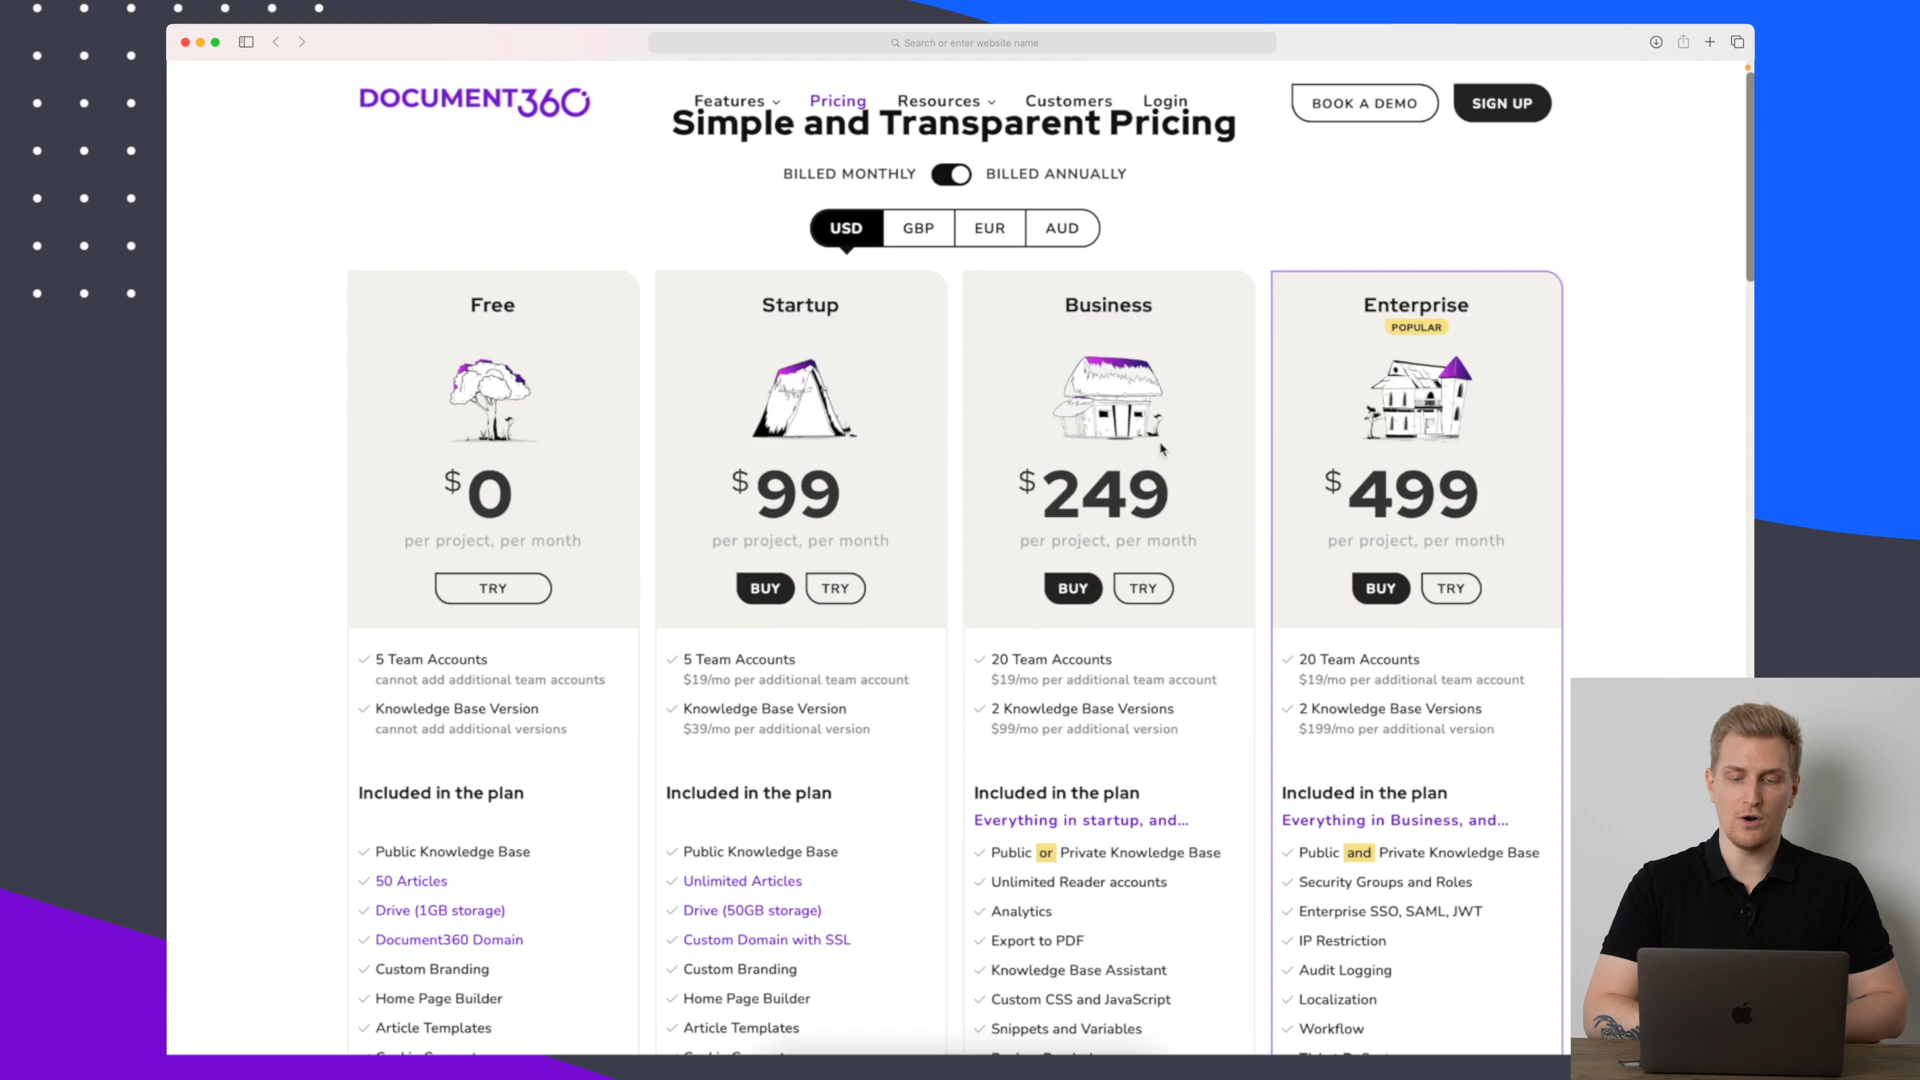 Search or enter website name
DOCUMENT360
Features
Pricing
Resources
Customers
Login
BOOK A DEMO
SIGN UP
Simple and Transparent Pricing
BILLED MONTHLY
BILLED ANNUALLY
USD
GBP
EUR
AUD
Free
$0
per project, per month
TRY
5 Team Accounts
cannot add additional team accounts
Knowledge Base Version
cannot add additional versions
Included in the plan
Public Knowledge Base
50 Articles
Drive (1GB storage)
Document360 Domain
Custom Branding
Home Page Builder
Article Templates
Startup
$99
per project, per month
BUY
TRY
5 Team Accounts
$19/mo per additional team account
Knowledge Base Version
$39/mo per additional version
Included in the plan
Public Knowledge Base
Unlimited Articles
Drive (50GB storage)
Custom Domain with SSL
Custom Branding
Home Page Builder
Article Templates
Business
$249
per project, per month
BUY
TRY
20 Team Accounts
$19/mo per additional team account
2 Knowledge Base Versions
$99/mo per additional version
Included in the plan
Everything in startup, and...
Public or Private Knowledge Base
Unlimited Reader accounts
Analytics
Export to PDF
Knowledge Base Assistant
Custom CSS and JavaScript
Snippets and Variables
Enterprise
POPULAR
$499
per project, per month
BUY
TRY
20 Team Accounts
$19/mo per additional team account
2 Knowledge Base Versions
$199/mo per additional version
Included in the plan
Everything in Business, and...
Public and Private Knowledge Base
Security Groups and Roles
Enterprise SSO, SAML, JWT
IP Restriction
Audit Logging
Localization
Workflow